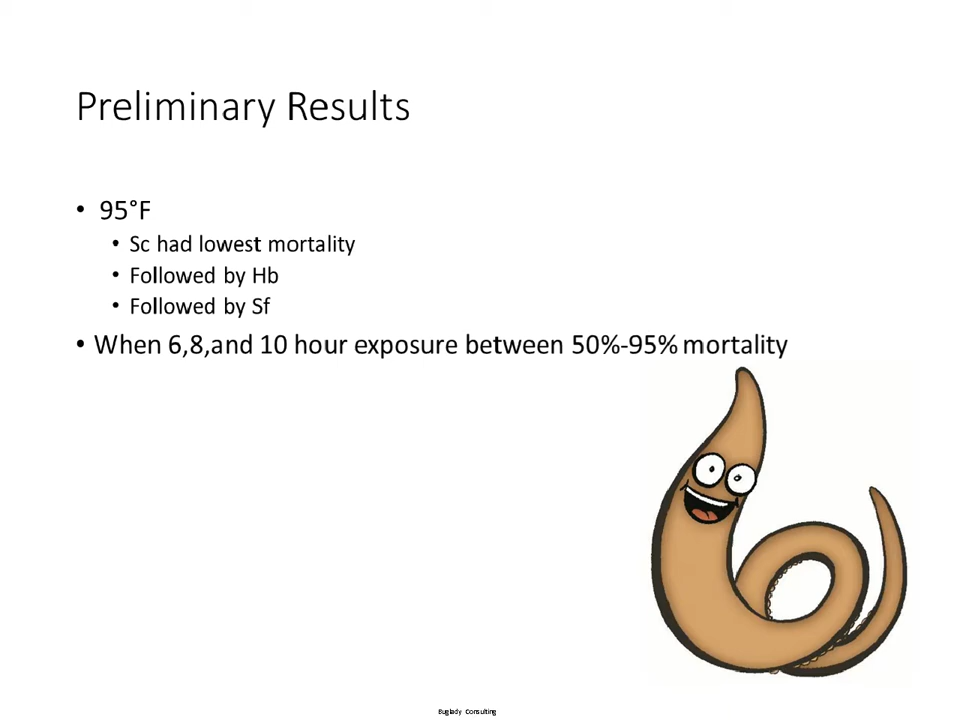 Preliminary Results
• 95°F
• Sc had lowest mortality
• Followed by Hb
• Followed by Sf
• When 6,8,and 10 hour exposure between 50%-95% mortality
Buglady Consulting